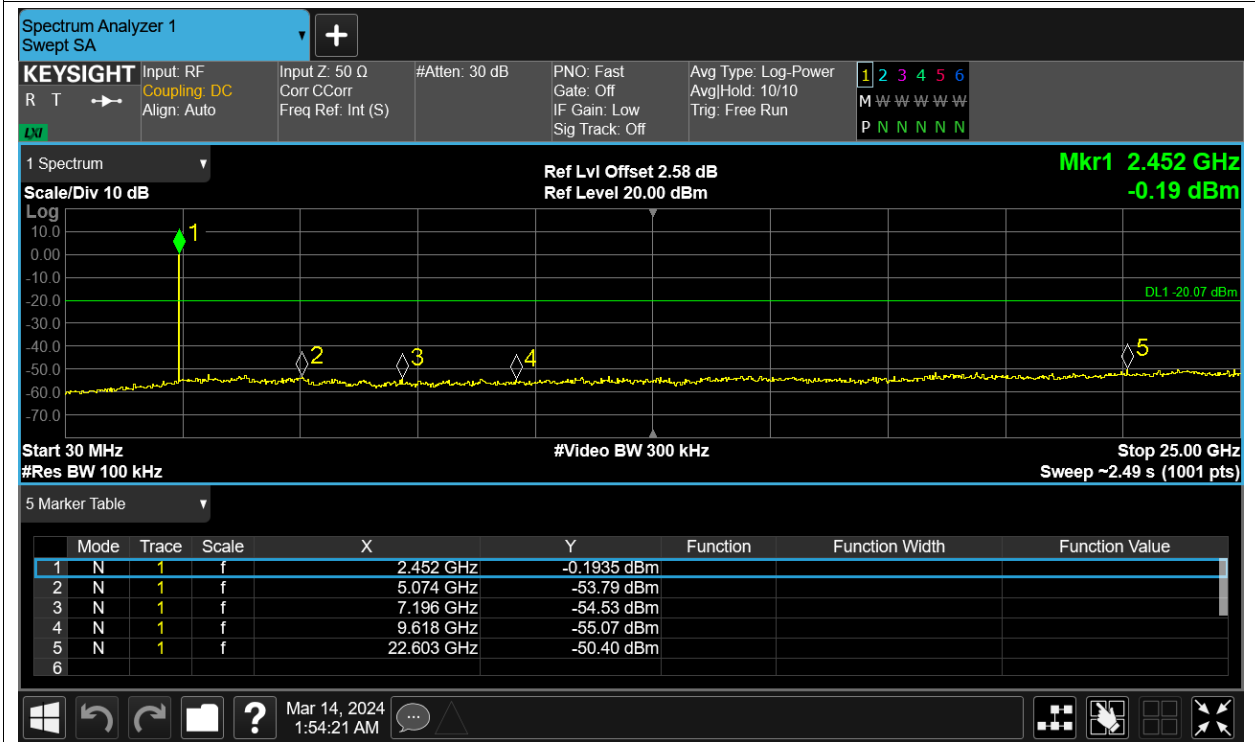 Spectrum Analyzer 1
Swept SA
+
KEYSIGHT
R T
LXI
Input: RF
Coupling: DC
Align: Auto
Input Z: 50 Ω
Corr CCorr
Freq Ref: Int (S)
#Atten: 30 dB
PNO: Fast
Gate: Off
IF Gain: Low
Sig Track: Off
Avg Type: Log-Power
Avg|Hold: 10/10
Trig: Free Run
1 2 3 4 5 6
M W W W W W
P N N N N N
1 Spectrum
Scale/Div 10 dB
Log
Ref Lvl Offset 2.58 dB
Ref Level 20.00 dBm
Mkr1 2.452 GHz
-0.19 dBm
10.0
0.00
-10.0
-20.0
-30.0
-40.0
-50.0
-60.0
-70.0
1
2
3
4
5
DL1 -20.07 dBm
Start 30 MHz
#Res BW 100 kHz
#Video BW 300 kHz
Stop 25.00 GHz
Sweep ~2.49 s (1001 pts)
5 Marker Table
Mode Trace Scale X Y Function Function Width Function Value
1 N 1 f 2.452 GHz -0.1935 dBm
2 N 1 f 5.074 GHz -53.79 dBm
3 N 1 f 7.196 GHz -54.53 dBm
4 N 1 f 9.618 GHz -55.07 dBm
5 N 1 f 22.603 GHz -50.40 dBm
6
?
Mar 14, 2024
1:54:21 AM